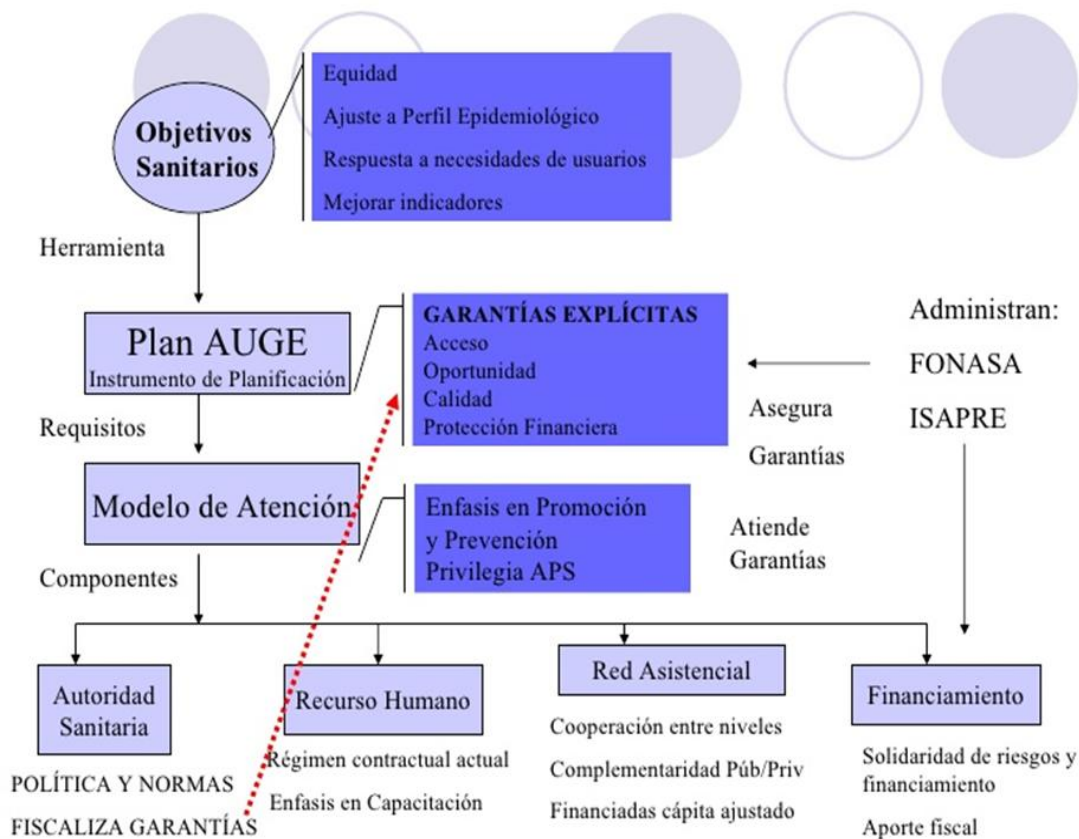 Objetivos
Sanitarios
Equidad
Ajuste a Perfil Epidemiológico
Respuesta a necesidades de usuarios
Mejorar indicadores
Herramienta
Plan AUGE
Instrumento de Planificación
GARANTÍAS EXPLÍCITAS
Acceso
Oportunidad
Calidad
Protección Financiera
Administran:
FONASA
ISAPRE
Asegura
Garantías
Requisitos
Modelo de Atención
Enfasis en Promoción
y Prevención
Privilegia APS
Atiende
Garantías
Componentes
Autoridad
Sanitaria
POLÍTICA Y NORMAS
FISCALIZA GARANTÍAS
Recurso Humano
Régimen contractual actual
Enfasis en Capacitación
Red Asistencial
Cooperación entre niveles
Complementaridad Púb/Priv
Financiadas cápita ajustado
Financiamiento
Solidaridad de riesgos y
financiamiento
Aporte fiscal